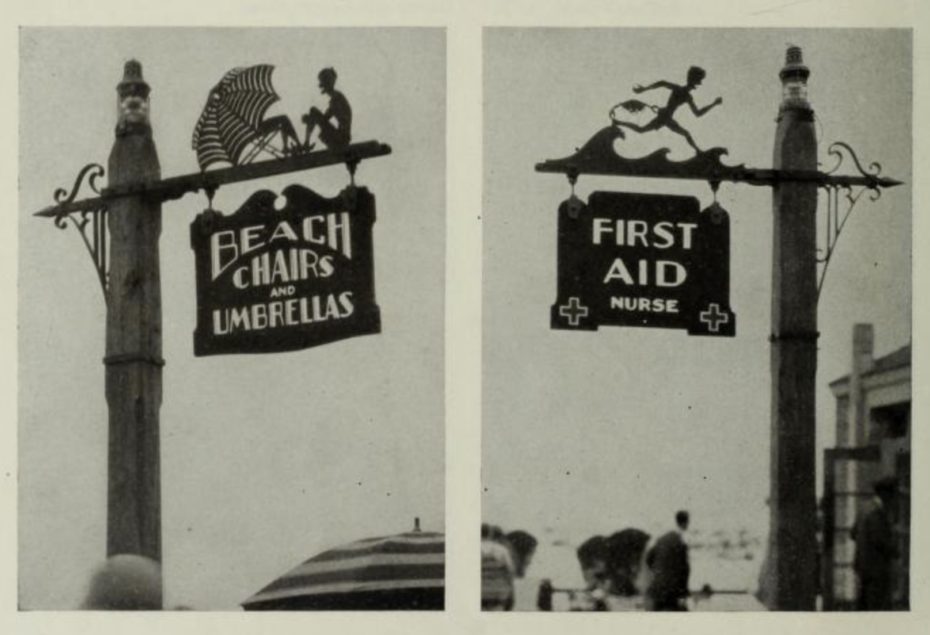 BEACH
CHAIRS
AND
UMBRELLAS
FIRST
AID
NURSE